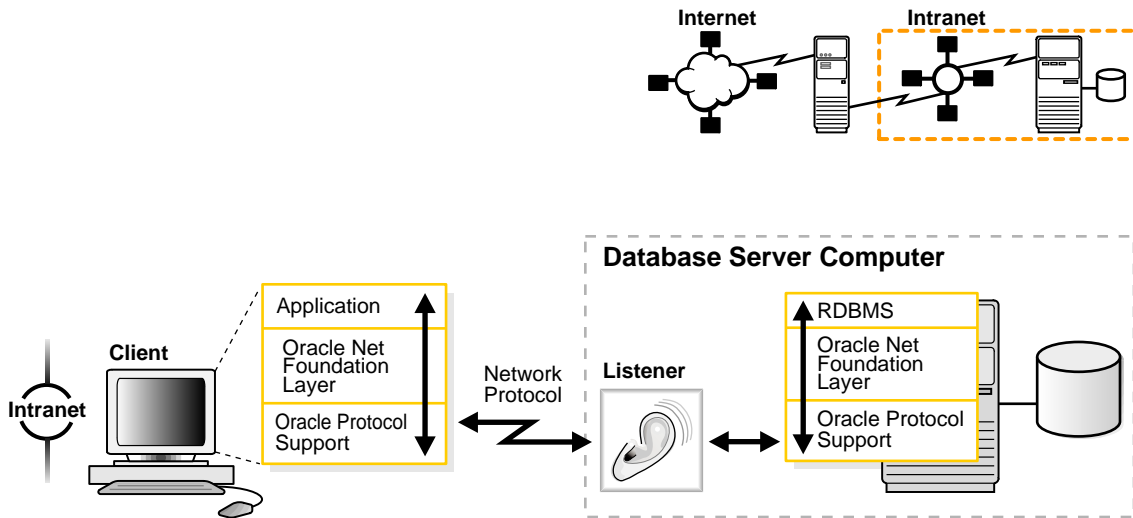 Internet
Intranet
Database Server Computer
Application
Oracle Net
Foundation
Layer
Oracle Protocol
Support
Client
Intranet
Network
Protocol
Listener
RDBMS
Oracle Net
Foundation
Layer
Oracle Protocol
Support